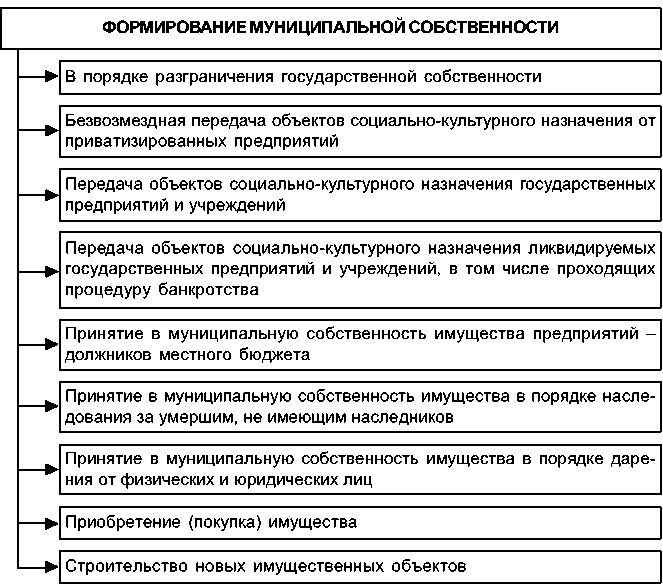 ФОРМИРОВАНИЕ МУНИЦИПАЛЬНОЙ СОБСТВЕННОСТИ
В порядке разграничения государственной собственности
Безвозмездная передача объектов социально-культурного назначения от
приватизированных предприятий
Передача объектов социально-культурного назначения государственных
предприятий и учреждений
Передача объектов социально-культурного назначения ликвидируемых
государственных предприятий и учреждений, в том числе проходящих
процедуру банкротства
Принятие в муниципальную собственность имущества предприятий –
должников местного бюджета
Принятие в муниципальную собственность имущества в порядке насле-
дования за умершим, не имеющим наследников
Принятие в муниципальную собственность имущества в порядке даре-
ния от физических и юридических лиц
Приобретение (покупка) имущества
Строительство новых имущественных объектов